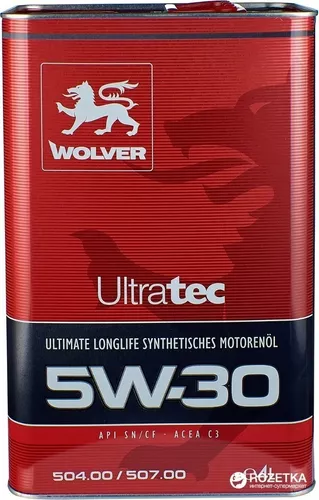 WOLVER
Ultratec
ULTIMATE LONGLIFE SYNTHETISCHES MOTORENÖL
5W-30
API SN/CF - ACEA C3
504.00 / 507.00
4L
ROZETKA